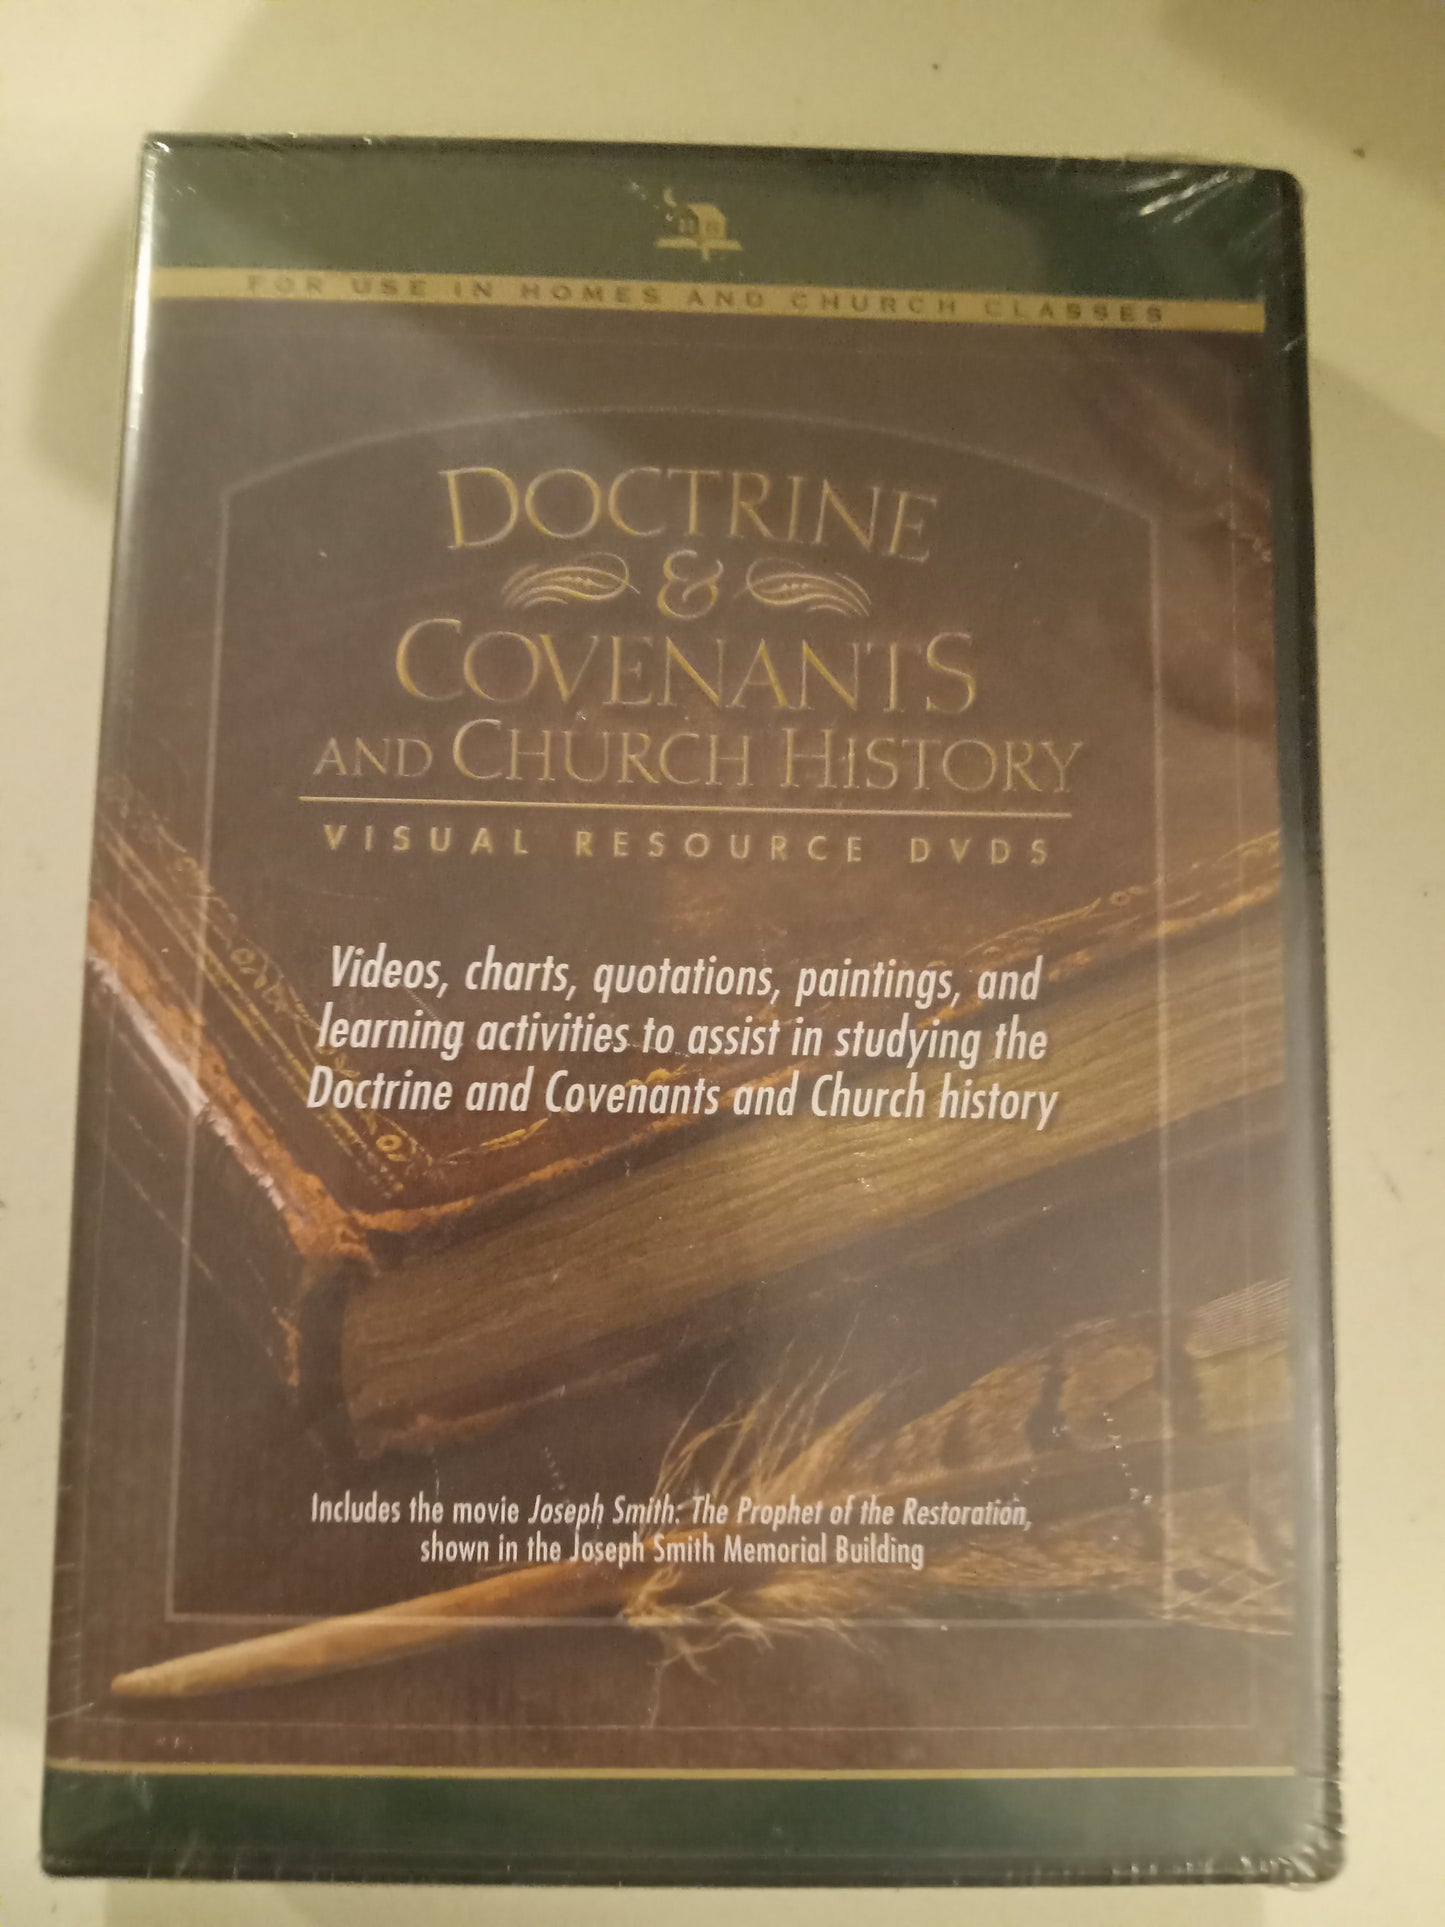 FOR USE IN HOMES AND CHURCH CLASSES
DOCTRINE
&
COVENANTS
AND CHURCH HISTORY
VISUAL RESOURCE DVDS
Videos, charts, quotations, paintings, and
learning activities to assist in studying the
Doctrine and Covenants and Church history
Includes the movie Joseph Smith: The Prophet of the Restoration,
shown in the Joseph Smith Memorial Building